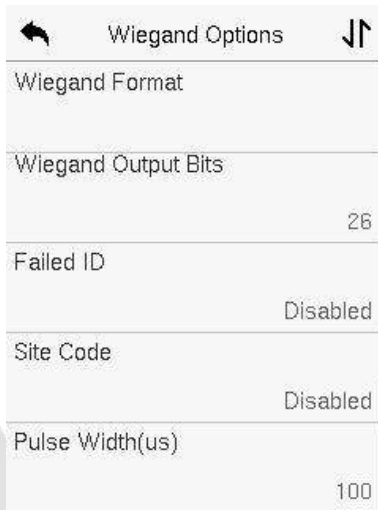 Wiegand Options
Wiegand Format
Wiegand Output Bits
26
Failed ID
Disabled
Site Code
Disabled
Pulse Width(us)
100